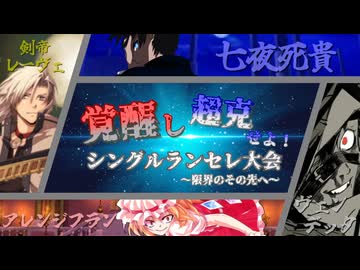 剣帝
レーヴェ
七夜死貴
覚醒し超克せよ！
シングルランセレ大会
～限界のその先へ～
アレンジフラン